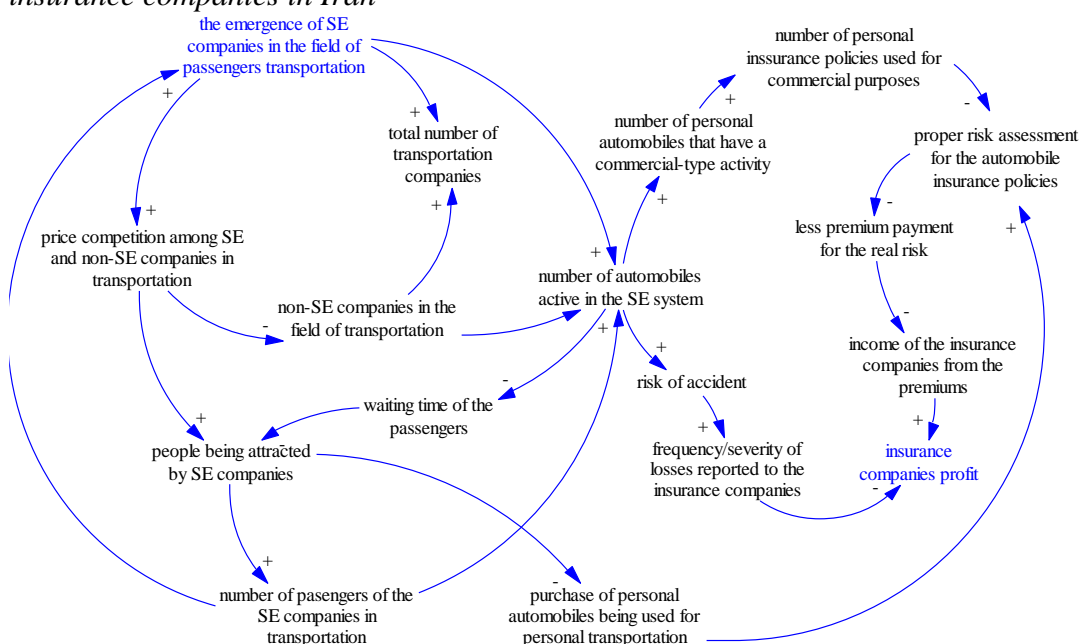 insurance companies in Iran
the emergence of SE
companies in the field of
passengers transportation
+
number of personal
inssurance policies used for
commercial purposes
+
-
+
total number of
transportation
companies
+
number of personal
automobiles that have a
commercial-type activity
+
proper risk assessment
for the automobile
insurance policies
-
+
+
price competition among SE
and non-SE companies in
transportation
-
less premium payment
for the real risk
-
non-SE companies in the
field of transportation
+
number of automobiles
active in the SE system
-
+
+
income of the insurance
companies from the
premiums
+
risk of accident
+
-
waiting time of the
passengers
-
+
people being attracted
by SE companies
frequency/severity of
losses reported to the
insurance companies
-
insurance
companies profit
+
number of pasengers of the
SE companies in
transportation
-
purchase of personal
automobiles being used for
personal transportation